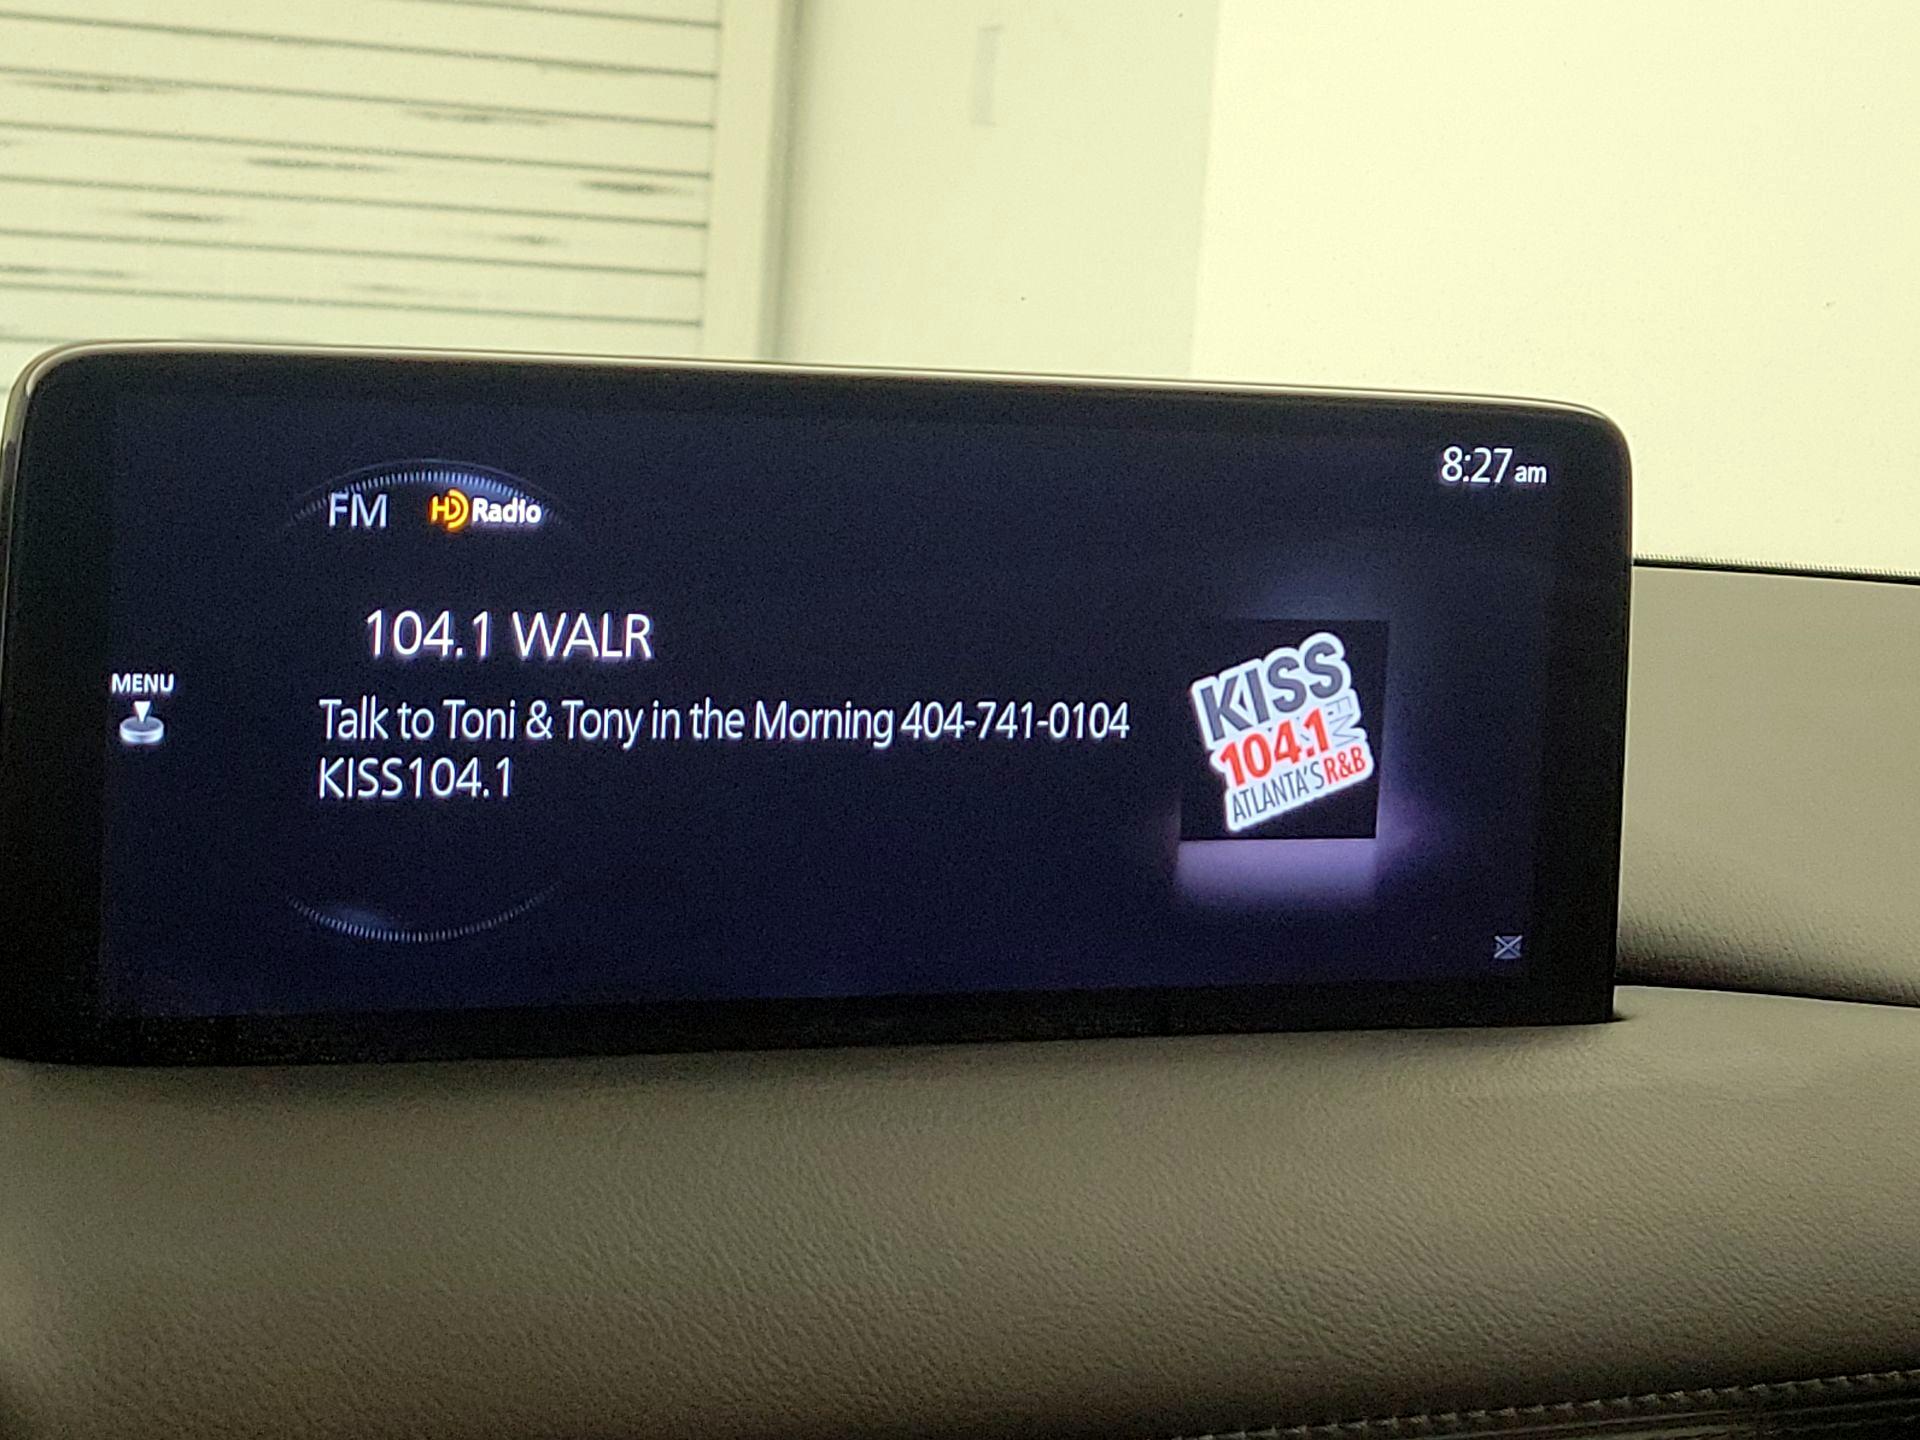 8:27 am
FM HD Radio
104.1 WALR
MENU
Talk to Toni & Tony in the Morning 404-741-0104
KISS104.1
KISS
FM
104.1
ATLANTA'S R&B